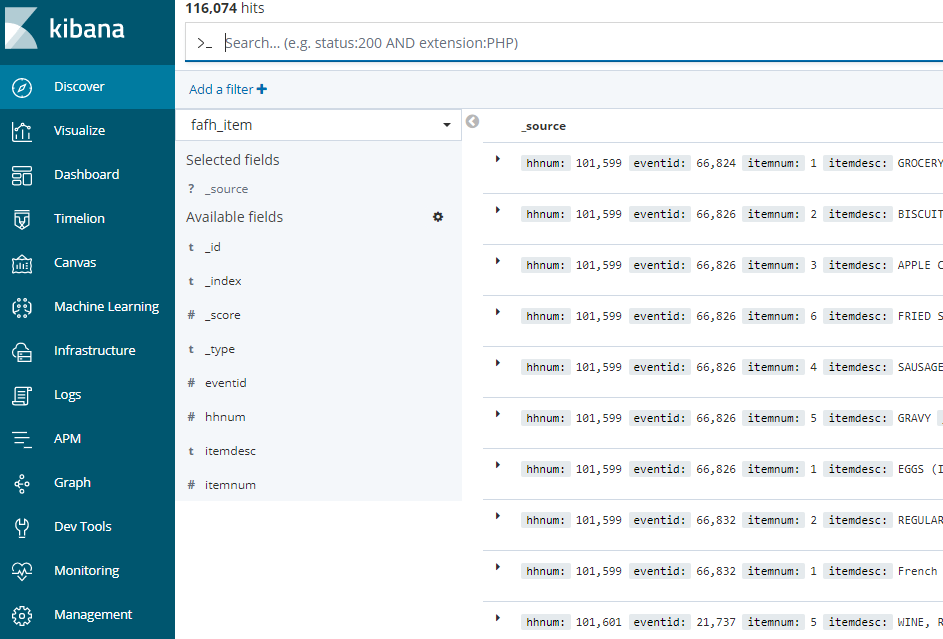 kibana
Discover
Visualize
Dashboard
Timelion
Canvas
Machine Learning
Infrastructure
Logs
APM
Graph
Dev Tools
Monitoring
Management
116,074 hits
>_ Search... (e.g. status:200 AND extension:PHP)
Add a filter +
fafh_item
Selected fields
? _source
Available fields
t _id
t _index
# _score
t _type
# eventid
# hhnum
t itemdesc
# itemnum
_source
hhnum: 101,599 eventid: 66,824 itemnum: 1 itemdesc: GROCERY
hhnum: 101,599 eventid: 66,826 itemnum: 2 itemdesc: BISCUIT
hhnum: 101,599 eventid: 66,826 itemnum: 3 itemdesc: APPLE
hhnum: 101,599 eventid: 66,826 itemnum: 6 itemdesc: FRIED S
hhnum: 101,599 eventid: 66,826 itemnum: 4 itemdesc: SAUSAGE
hhnum: 101,599 eventid: 66,826 itemnum: 5 itemdesc: GRAVY
hhnum: 101,599 eventid: 66,826 itemnum: 1 itemdesc: EGGS (I
hhnum: 101,599 eventid: 66,832 itemnum: 2 itemdesc: REGULAR
hhnum: 101,599 eventid: 66,832 itemnum: 1 itemdesc: French
hhnum: 101,601 eventid: 21,737 itemnum: 5 itemdesc: WINE, R